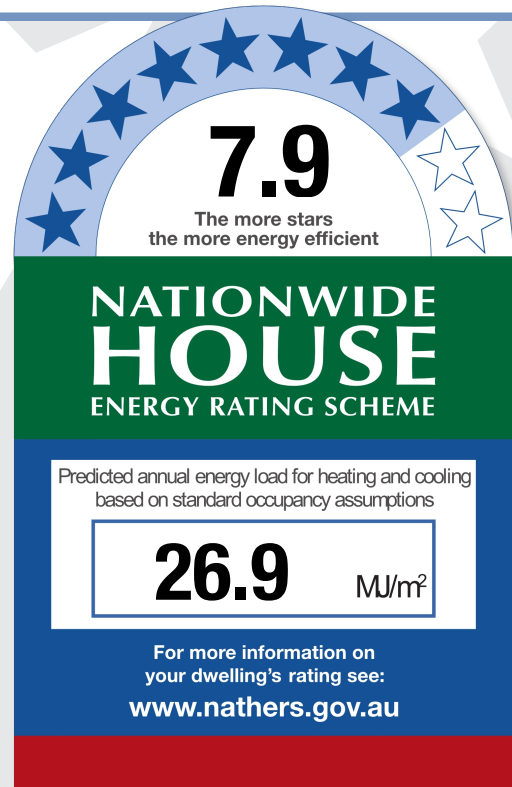 7.9
The more stars
the more energy efficient
NATIONWIDE
HOUSE
ENERGY RATING SCHEME
Predicted annual energy load for heating and cooling
based on standard occupancy assumptions
26.9 MJ/m²
For more information on
your dwelling's rating see:
www.nathers.gov.au